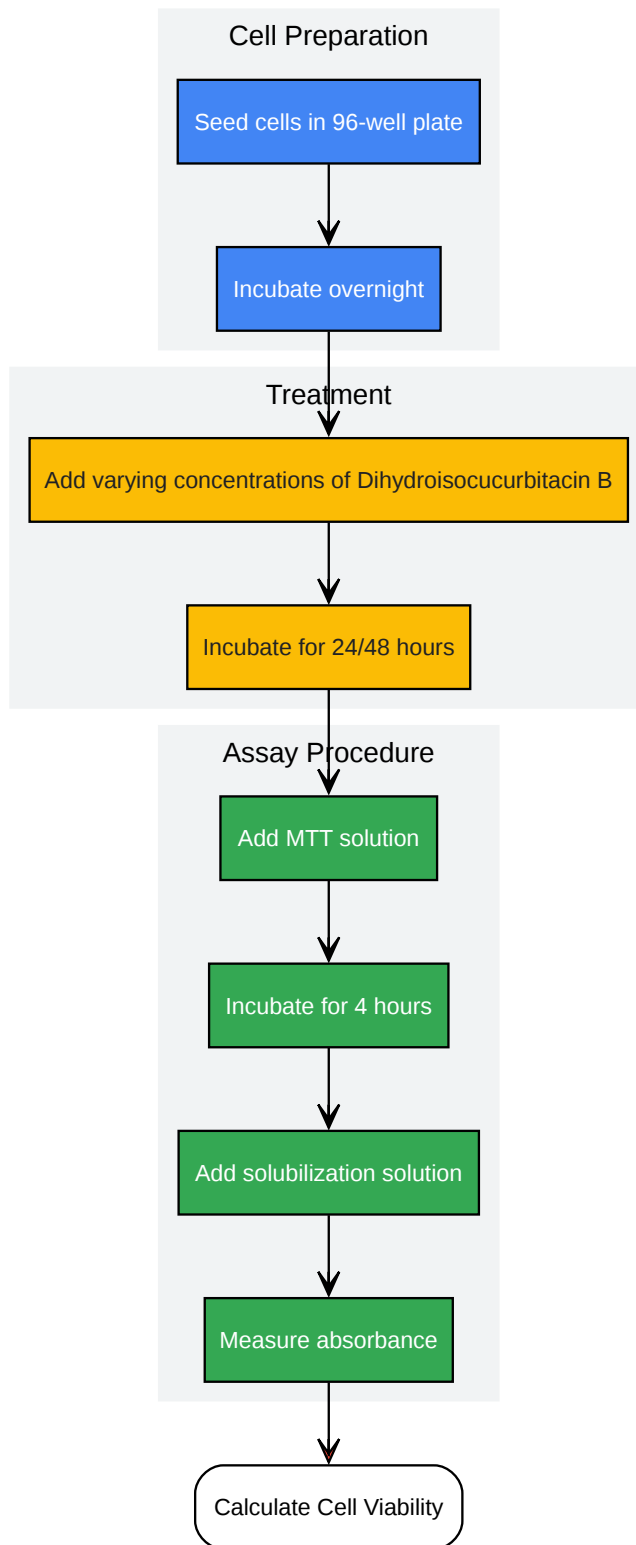 Cell Preparation
Seed cells in 96-well plate
Incubate overnight
Treatment
Add varying concentrations of Dihydroisocucurbitacin B
Incubate for 24/48 hours
Assay Procedure
Add MTT solution
Incubate for 4 hours
Add solubilization solution
Measure absorbance
Calculate Cell Viability